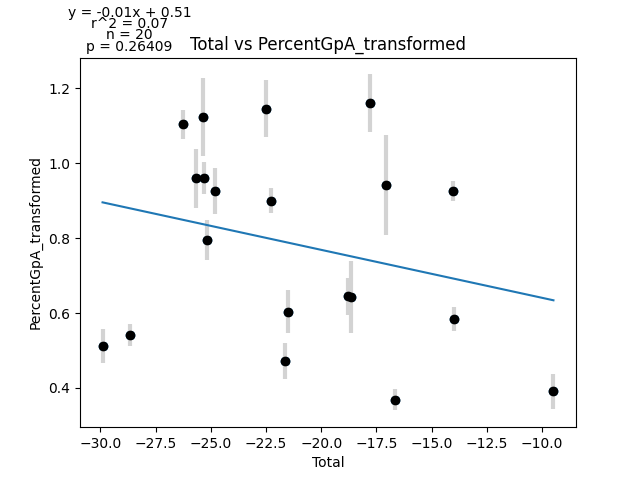 y = -0.01x + 0.51
r^2 = 0.07
n = 20
p = 0.26409
Total vs PercentGpA_transformed
1.2
1.0
0.8
0.6
0.4
PercentGpA_transformed
−30.0 −27.5 −25.0 −22.5 −20.0 −17.5 −15.0 −12.5 −10.0
Total